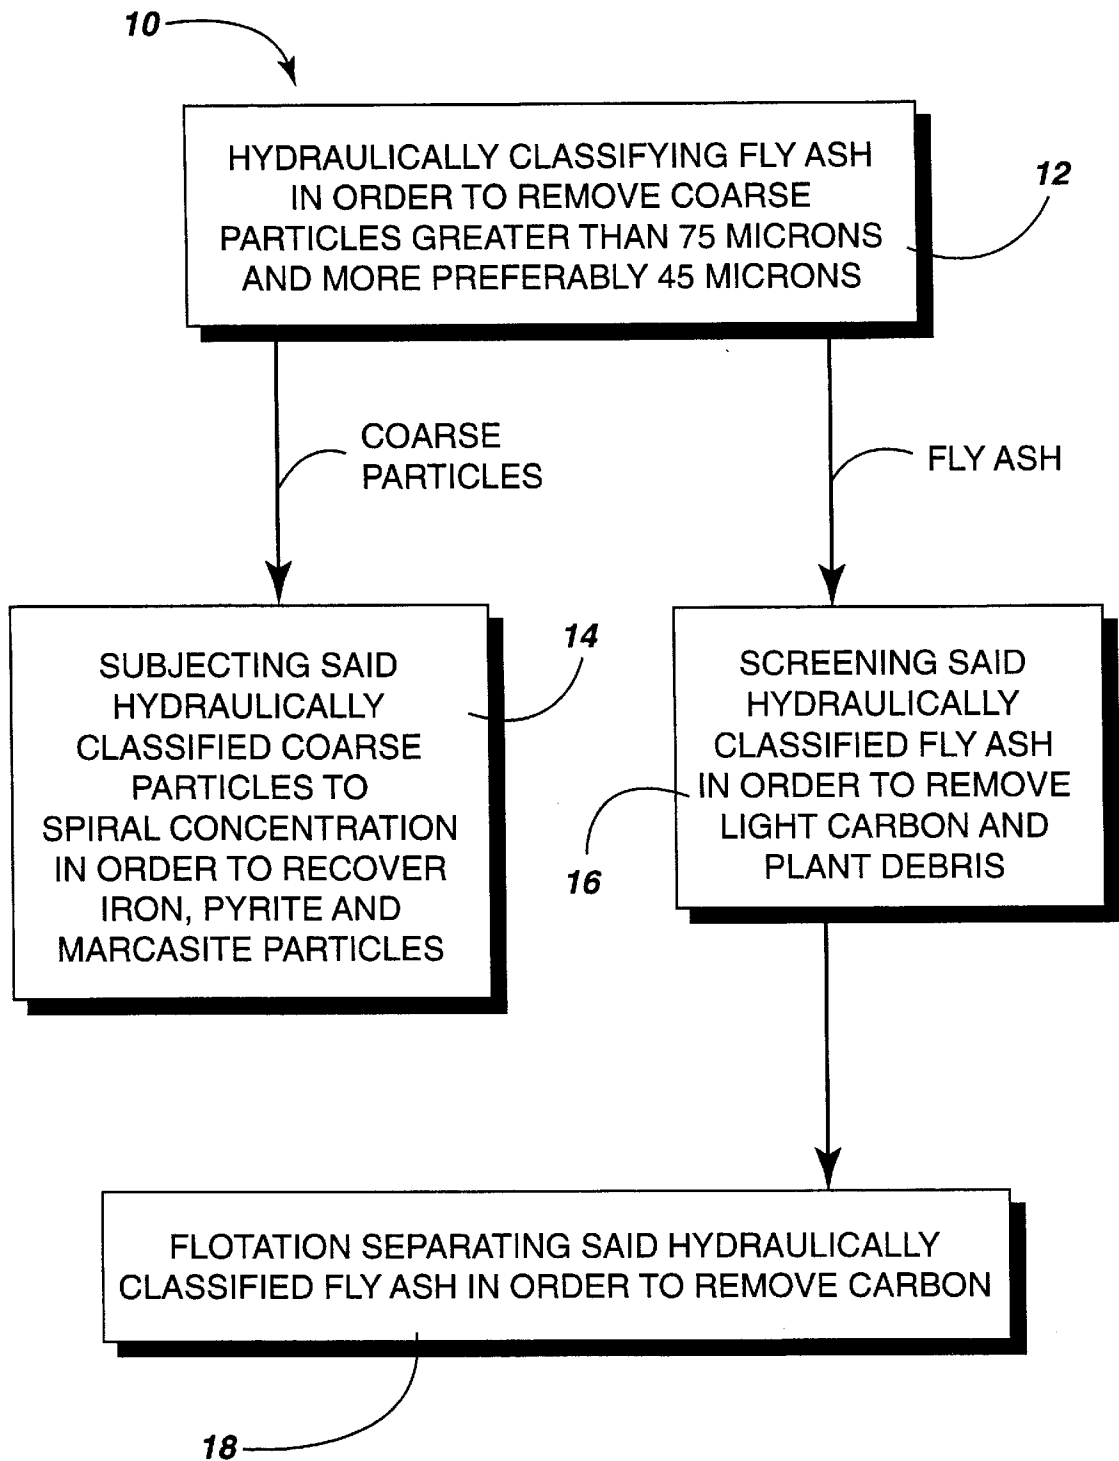 10
HYDRAULICALLY CLASSIFYING FLY ASH
IN ORDER TO REMOVE COARSE
PARTICLES GREATER THAN 75 MICRONS
AND MORE PREFERABLY 45 MICRONS
12
COARSE
PARTICLES
FLY ASH
SUBJECTING SAID
HYDRAULICALLY
CLASSIFIED COARSE
PARTICLES TO
SPIRAL CONCENTRATION
IN ORDER TO RECOVER
IRON, PYRITE AND
MARCASITE PARTICLES
14
SCREENING SAID
HYDRAULICALLY
CLASSIFIED FLY ASH
IN ORDER TO REMOVE
LIGHT CARBON AND
PLANT DEBRIS
16
FLOTATION SEPARATING SAID HYDRAULICALLY
CLASSIFIED FLY ASH IN ORDER TO REMOVE CARBON
18